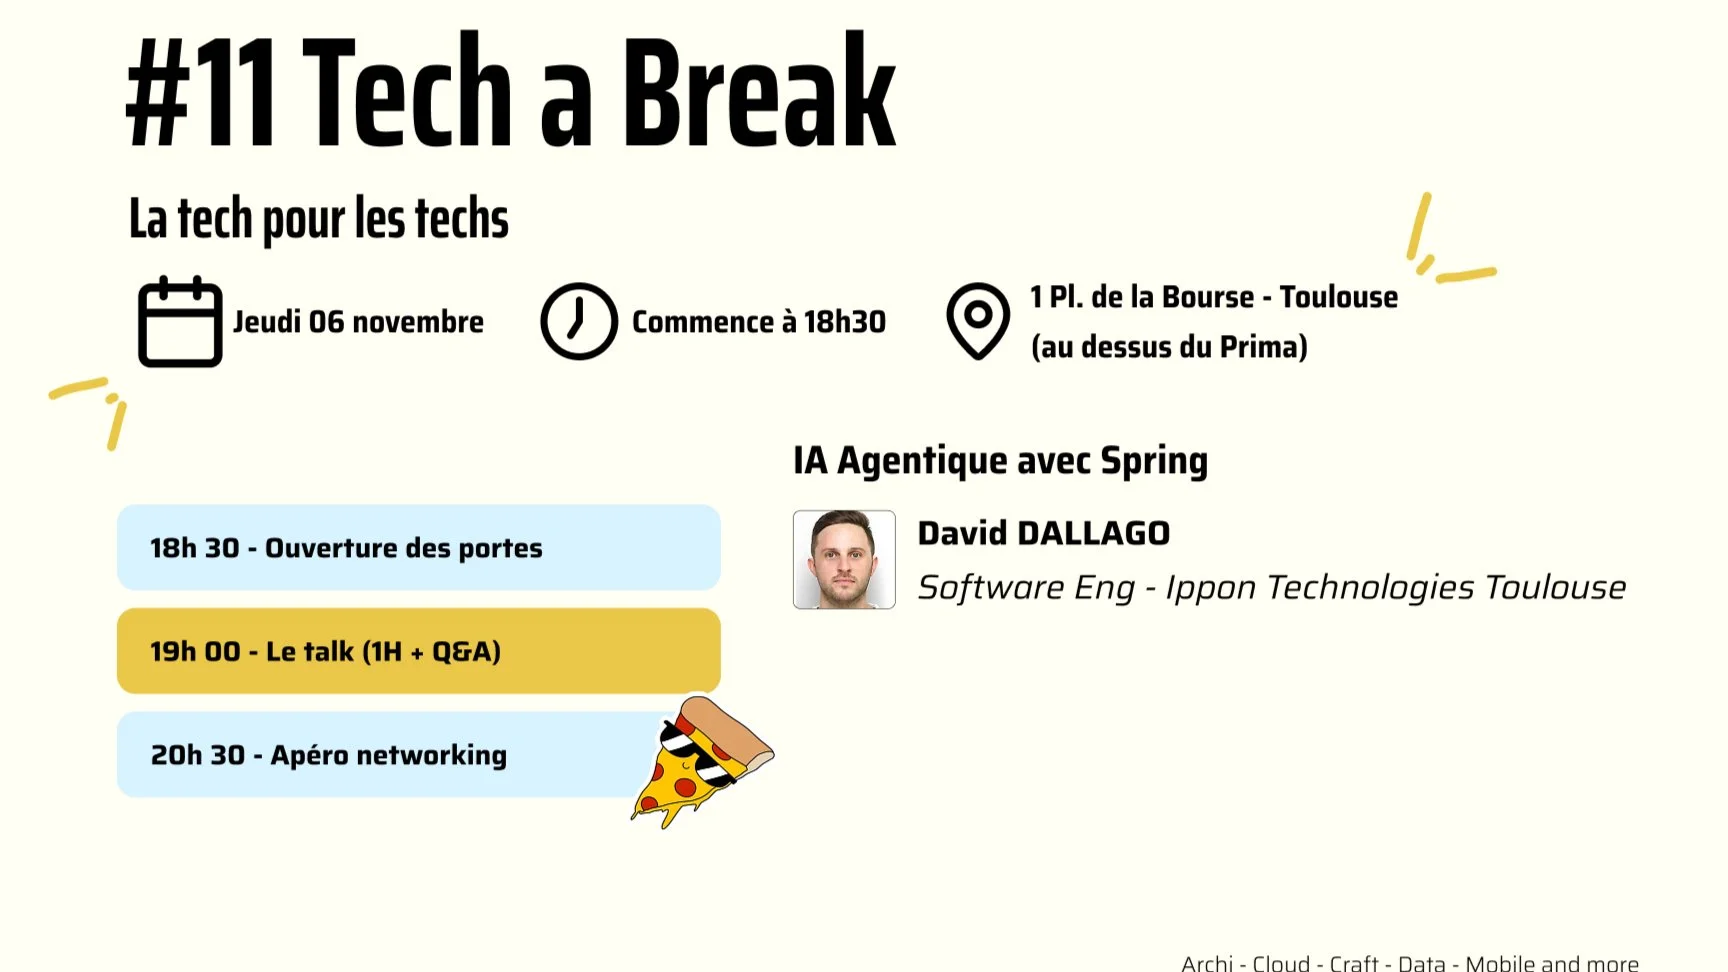 #11 Tech a Break
La tech pour les techs
Jeudi 06 novembre
Commence à 18h30
1 Pl. de la Bourse - Toulouse
(au dessus du Prima)
IA Agentique avec Spring
David DALLAGO
Software Eng - Ippon Technologies Toulouse
18h 30 - Ouverture des portes
19h 00 - Le talk (1H + Q&A)
20h 30 - Apéro networking
Archi - Cloud - Craft - Data - Mobile and more